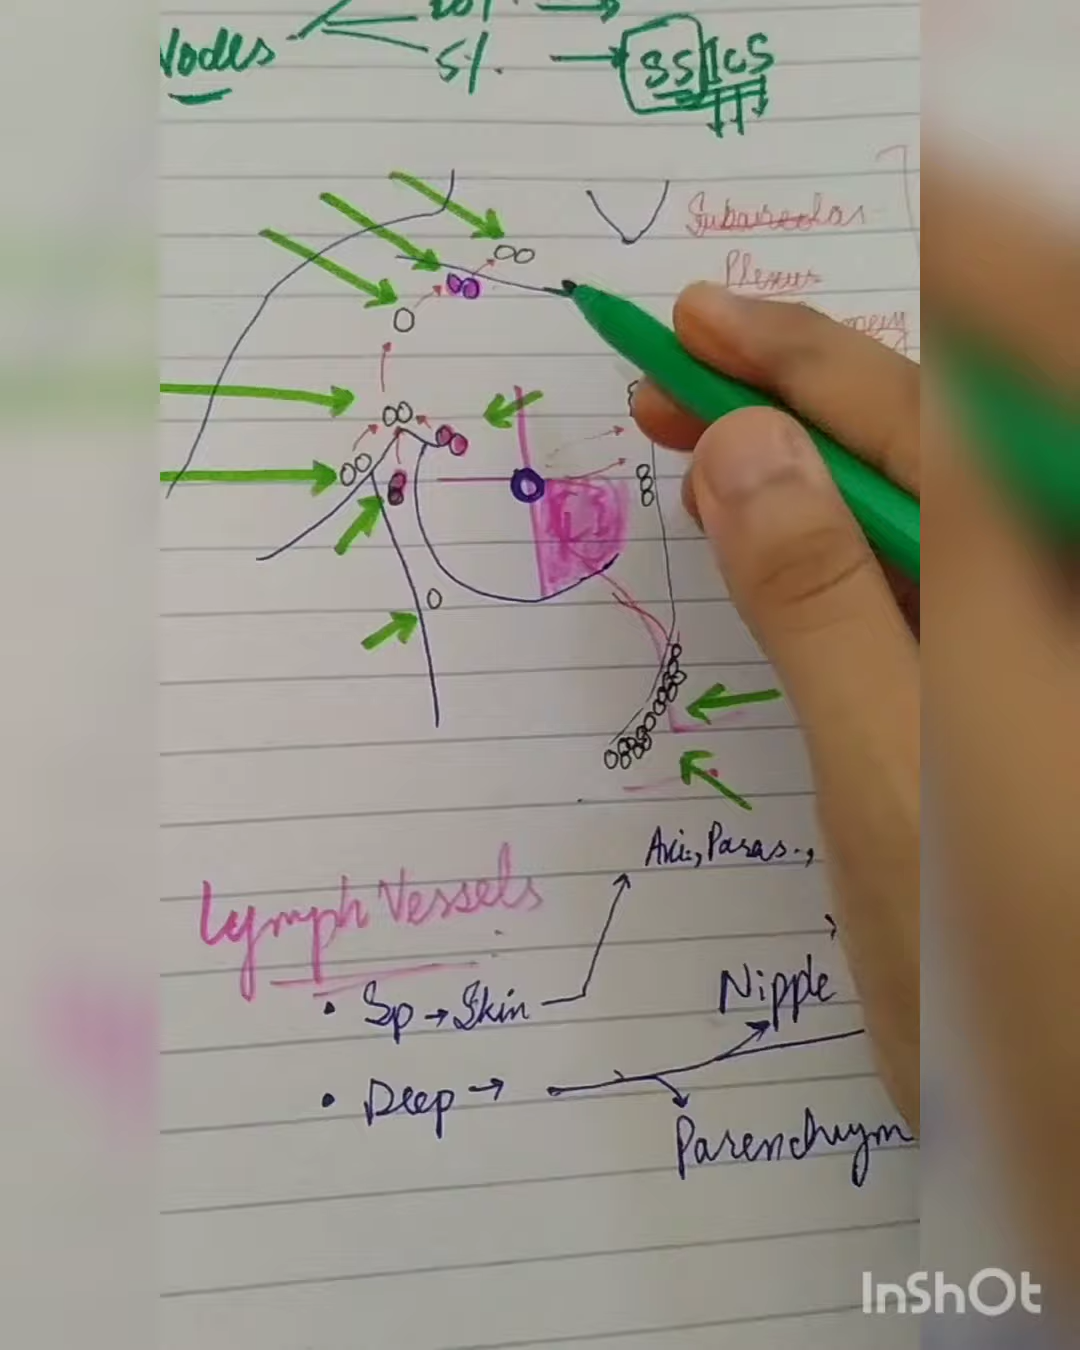 Nodes
5%.
SS ICS
Subareolar
Plexus
Lymph Vessels
Axi., Paras.,
• Sp → Skin
Nipple
• Deep →
Parenchym
InShOt